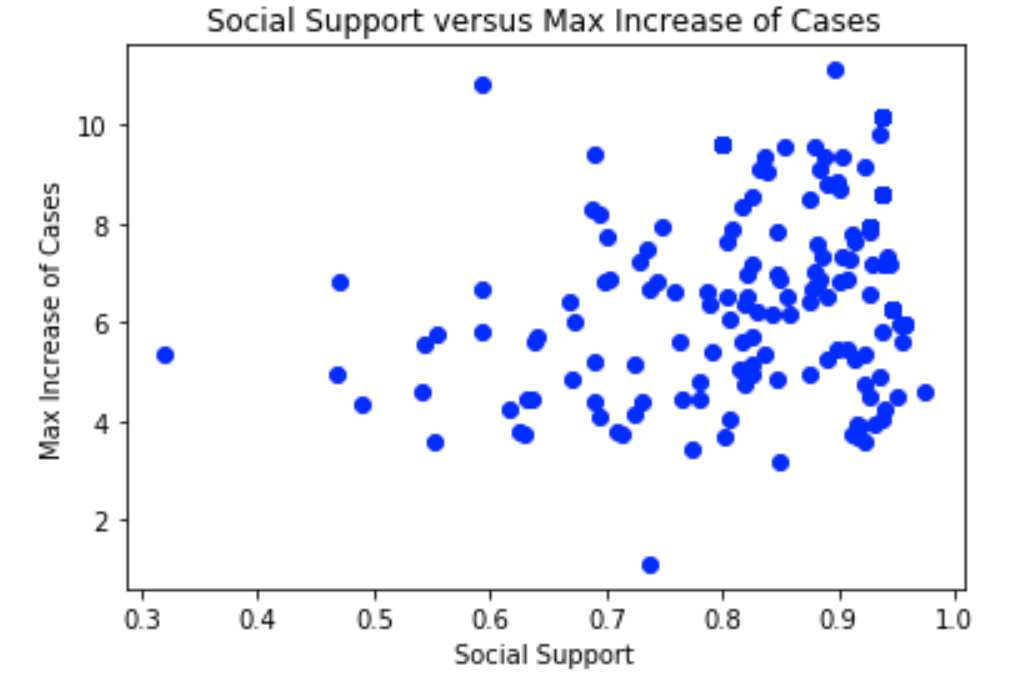 Social Support versus Max Increase of Cases
Max Increase of Cases
10
8
6
4
2
0.3 0.4 0.5 0.6 0.7 0.8 0.9 1.0
Social Support